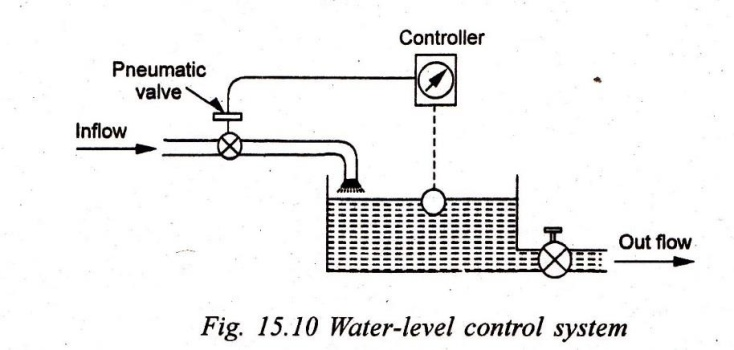 Controller
Pneumatic
valve
Inflow
Out flow
Fig. 15.10 Water-level control system